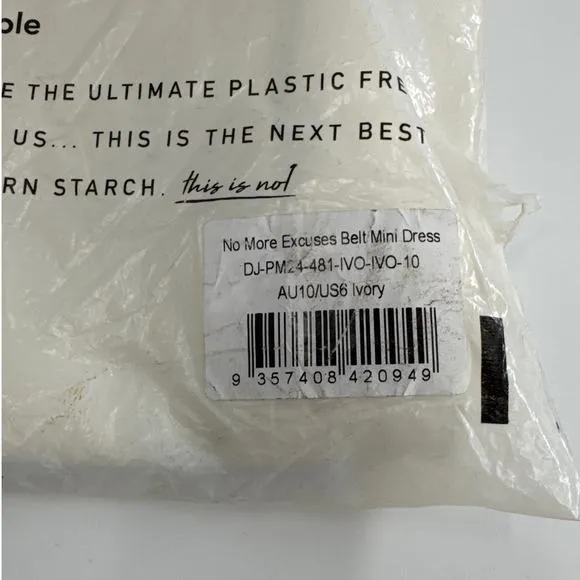 ble
E THE ULTIMATE PLASTIC FRE
US... THIS IS THE NEXT BEST
RN STARCH. this is not
No More Excuses Belt Mini Dress
DJ-PM24-481-IVO-IVO-10
AU10/US6 Ivory
9 357408 420949